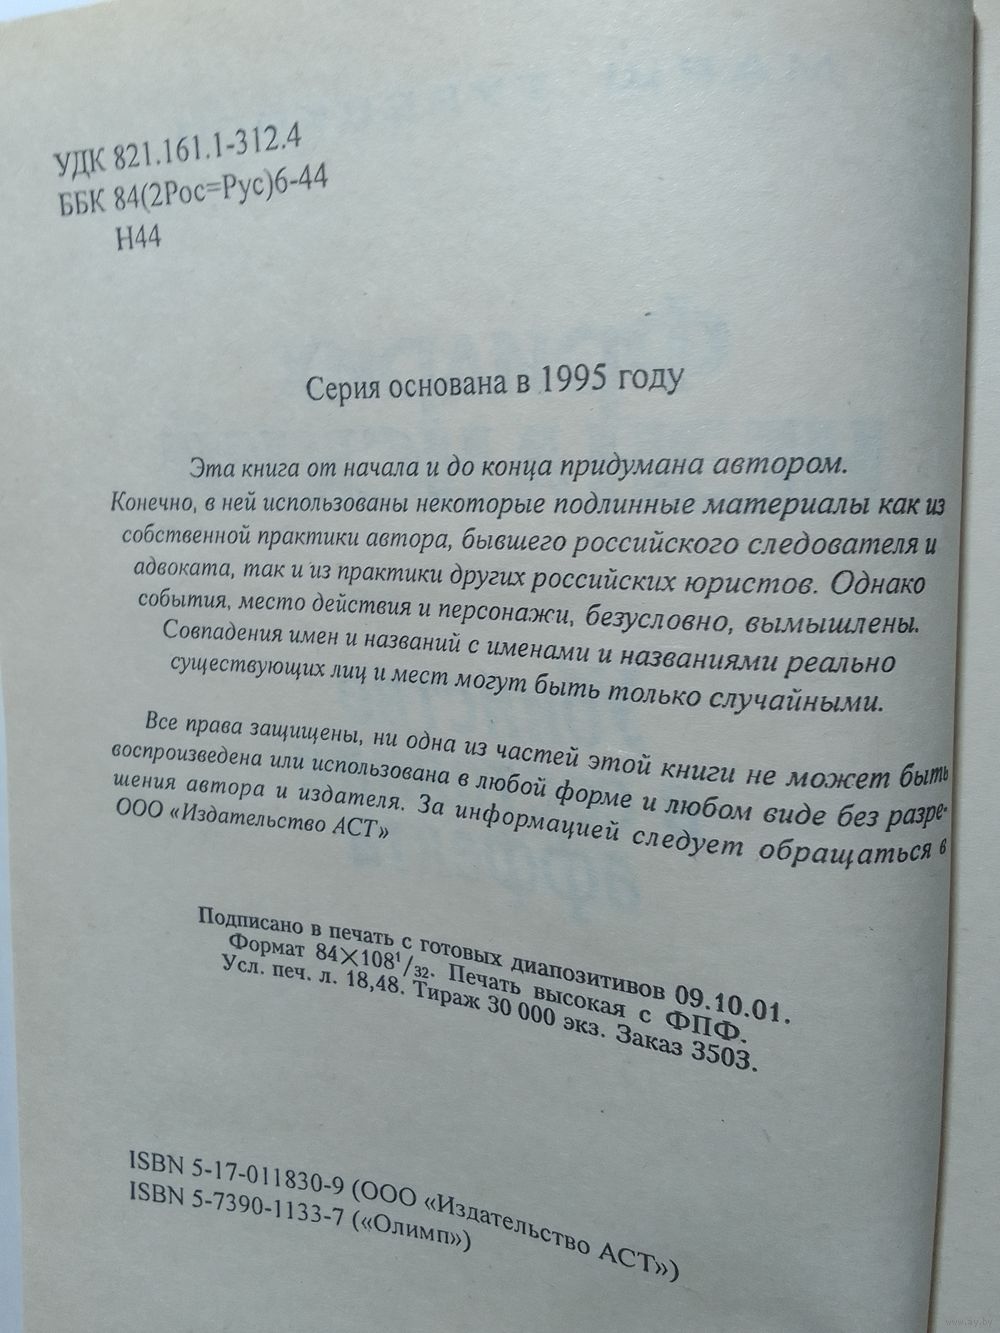 УДК 821.161.1-312.4
ББК 84(2Рос=Рус)6-44
Н44
Серия основана в 1995 году
Эта книга от начала и до конца придумана автором.
Конечно, в ней использованы некоторые подлинные материалы как из
собственной практики автора, бывшего российского следователя и
адвоката, так и из практики других российских юристов. Однако
события, место действия и персонажи, безусловно, вымышлены.
Совпадения имен и названий с именами и названиями реально
существующих лиц и мест могут быть только случайными.
Все права защищены, ни одна из частей этой книги не может быть
воспроизведена или использована в любой форме и любом виде без разре-
шения автора и издателя. За информацией следует обращаться в
ООО «Издательство АСТ»
Подписано в печать с готовых диапозитивов 09.10.01.
Формат 84×108¹/₃₂. Печать высокая с ФПФ.
Усл. печ. л. 18,48. Тираж 30 000 экз. Заказ 3503.
ISBN 5-17-011830-9 (ООО «Издательство АСТ»)
ISBN 5-7390-1133-7 («Олимп»)
www.ay.by